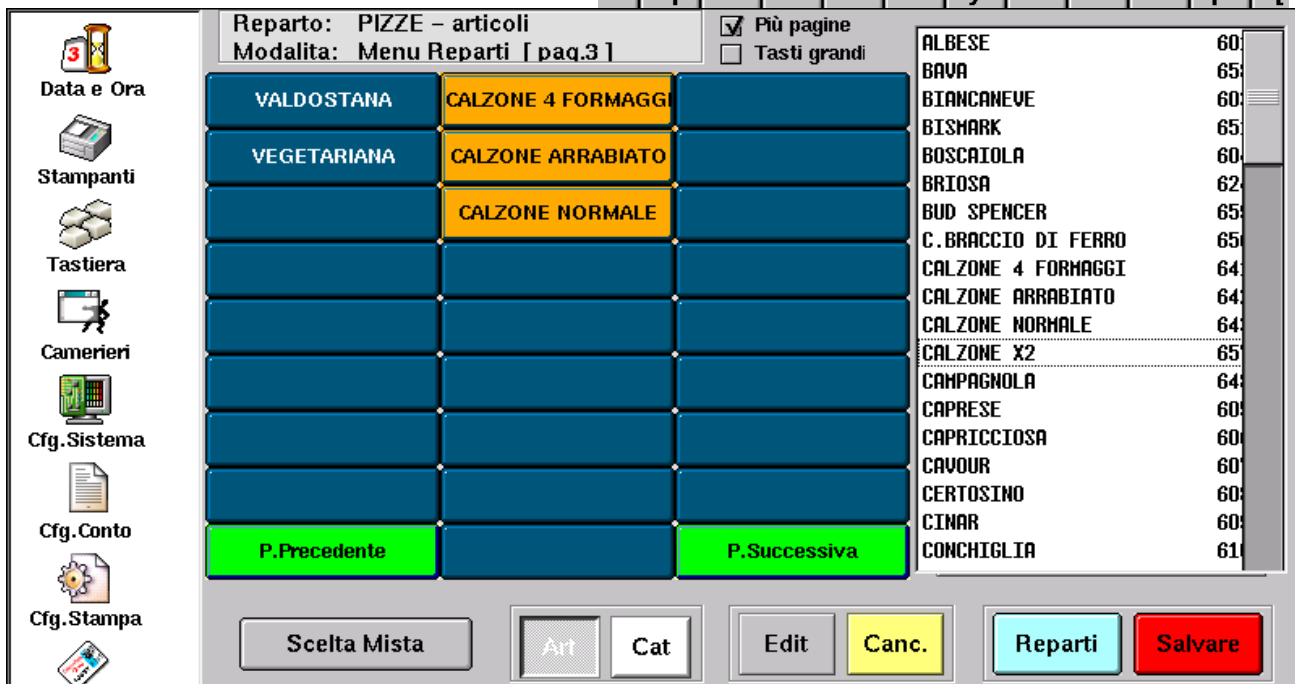 Reparto: PIZZE – articoli
Modalita: Menu Reparti [ pag.3 ]
Più pagine
Tasti grandi
Data e Ora
Stampanti
Tastiera
Camerieri
Cfg.Sistema
Cfg.Conto
Cfg.Stampa
VALDOSTANA
CALZONE 4 FORMAGGI
VEGETARIANA
CALZONE ARRABIATO
CALZONE NORMALE
P.Precedente
P.Successiva
ALBESE
BAVA
BIANCANEVE
BISMARK
BOSCAIOLA
BRIOSA
BUD SPENCER
C.BRACCIO DI FERRO
CALZONE 4 FORMAGGI
CALZONE ARRABIATO
CALZONE NORMALE
CALZONE X2
CAMPAGNOLA
CAPRESE
CAPRICCIOSA
CAVOUR
CERTOSINO
CINAR
CONCHIGLIA
Scelta Mista
Art
Cat
Edit
Canc.
Reparti
Salvare